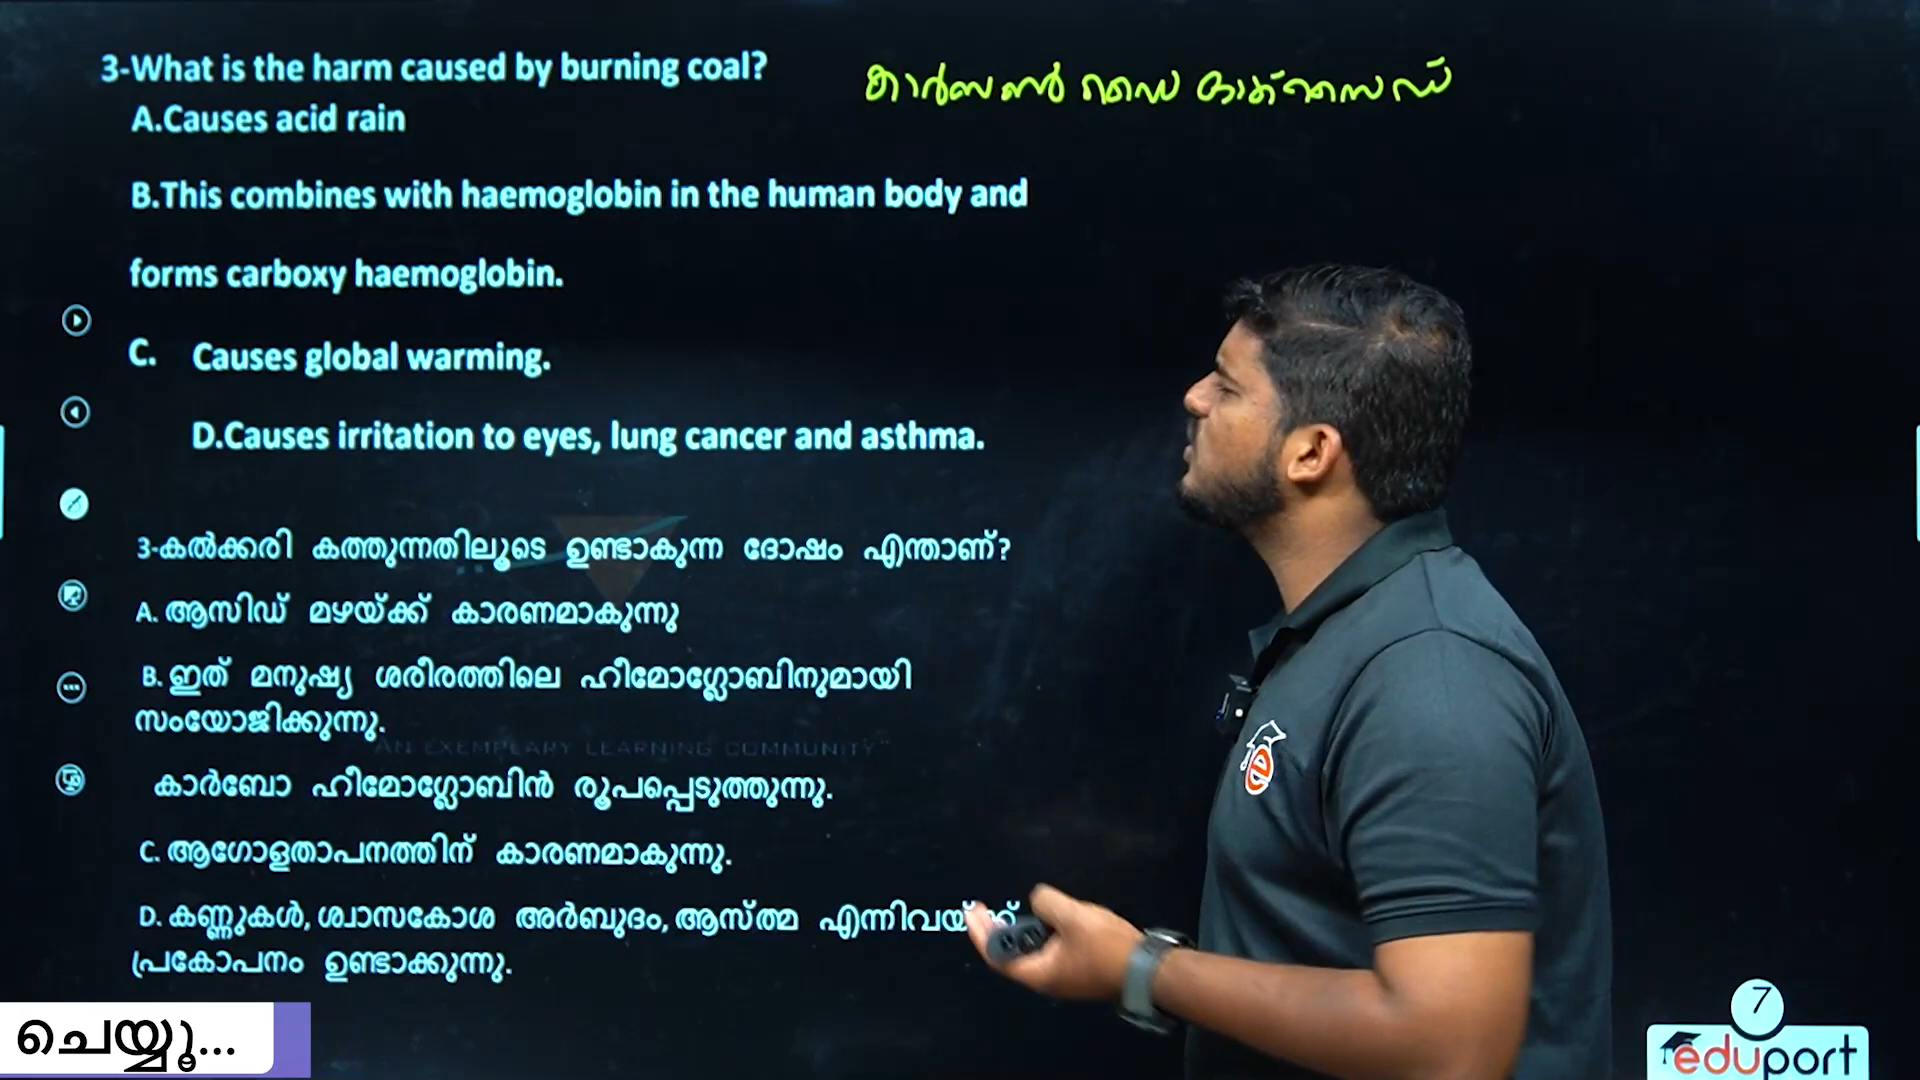 3-What is the harm caused by burning coal?
കാർബൺ ഡൈ ഓക്സൈഡ്
A.Causes acid rain
B.This combines with haemoglobin in the human body and
forms carboxy haemoglobin.
C. Causes global warming.
D.Causes irritation to eyes, lung cancer and asthma.
3-കൽക്കരി കത്തുന്നതിലൂടെ ഉണ്ടാകുന്ന ദോഷം എന്താണ്?
A. ആസിഡ് മഴയ്ക്ക് കാരണമാകുന്നു
B. ഇത് മനുഷ്യ ശരീരത്തിലെ ഹീമോഗ്ലോബിനുമായി
സംയോജിക്കുന്നു.
"AN EXEMPLARY LEARNING COMMUNITY"
കാർബോ ഹീമോഗ്ലോബിൻ രൂപപ്പെടുത്തുന്നു.
C. ആഗോളതാപനത്തിന് കാരണമാകുന്നു.
D. കണ്ണുകൾ, ശ്വാസകോശ അർബുദം, ആസ്ത്മ എന്നിവയ്ക്ക്
പ്രകോപനം ഉണ്ടാക്കുന്നു.
ചെയ്യൂ...
e
7
eduport